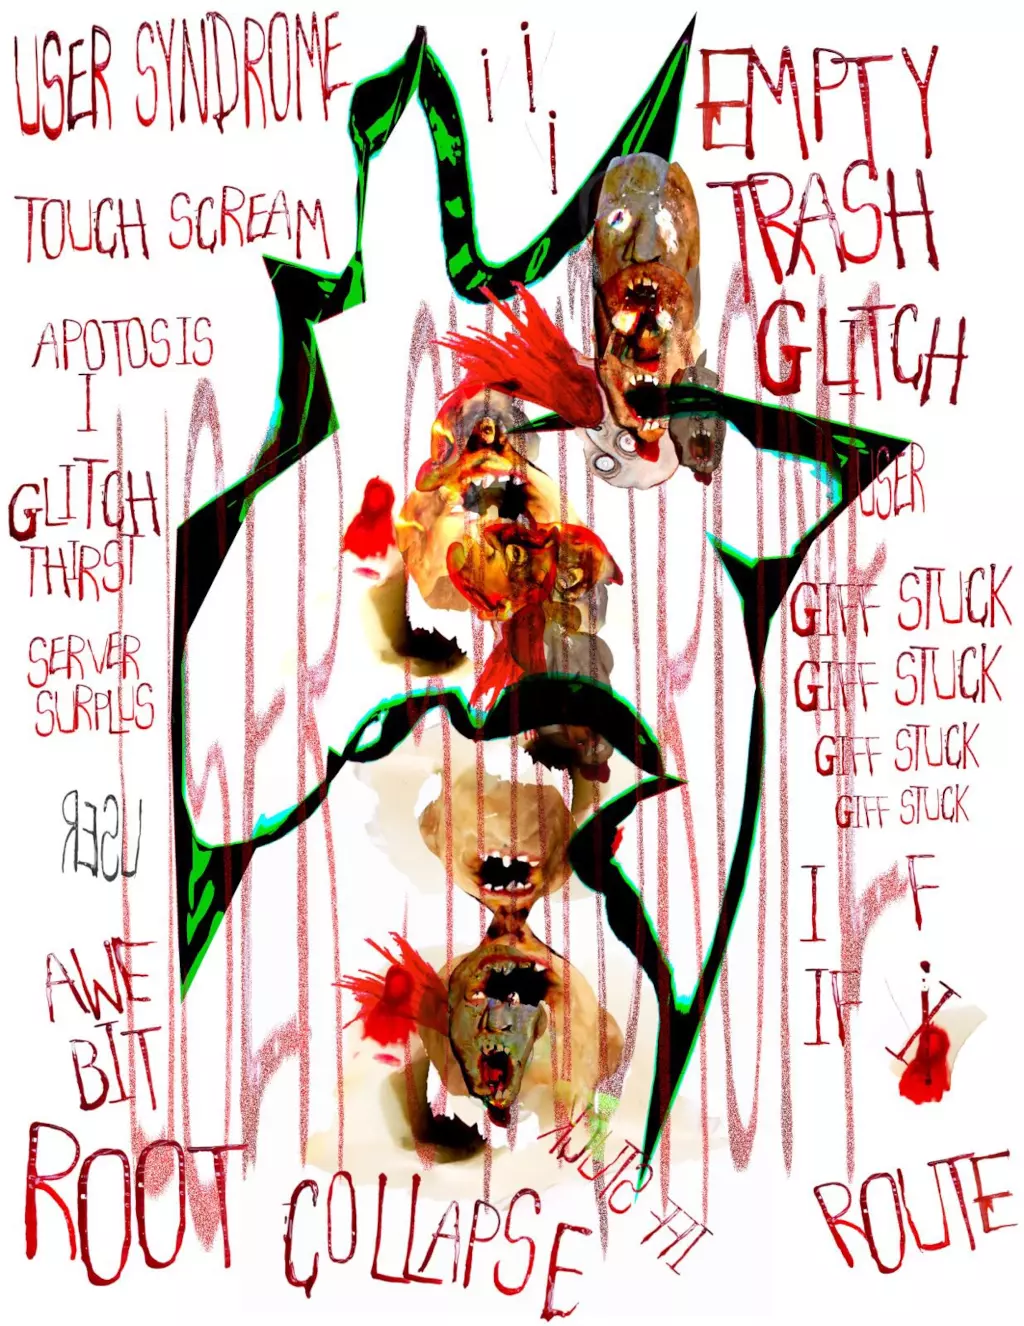 USER SYNDROME
i i i
EMPTY
TRASH
GLITCH
TOUCH SCREAM
APOTOSIS
I
GLITCH
THIRST
USER
GIFF STUCK
GIFF STUCK
GIFF STUCK
GIFF STUCK
SERVER
SURPLUS
USER
I F
IF
AWE
BIT
ROOT
COLLAPSE
ROUTE